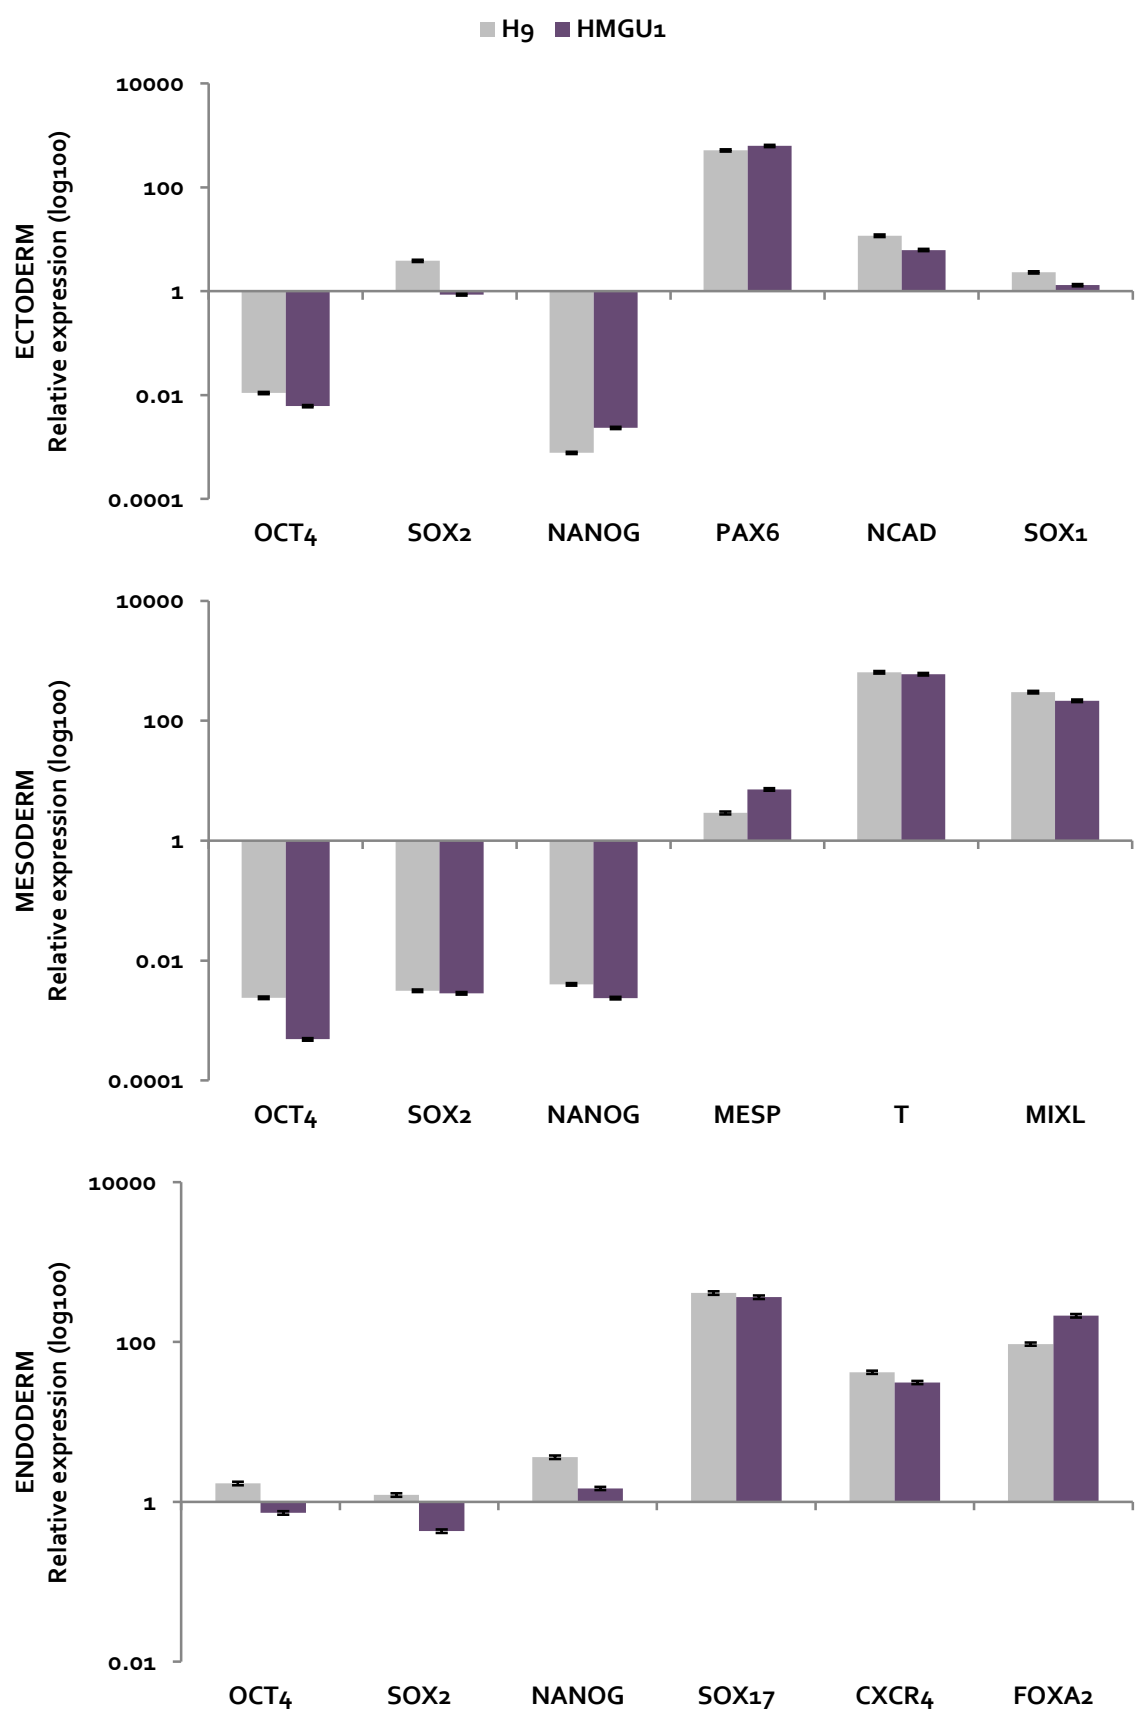 H9 HMGU1
ECTODERM
Relative expression (log100)
10000
100
1
0.01
0.0001
OCT4 SOX2 NANOG PAX6 NCAD SOX1
MESODERM
Relative expression (log100)
10000
100
1
0.01
0.0001
OCT4 SOX2 NANOG MESP T MIXL
ENDODERM
Relative expression (log100)
10000
100
1
0.01
OCT4 SOX2 NANOG SOX17 CXCR4 FOXA2